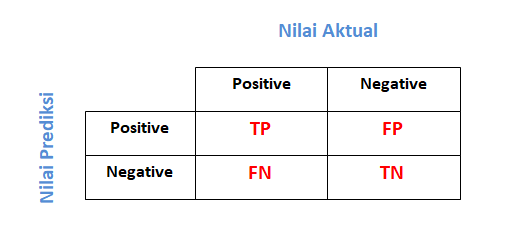 Nilai Aktual
Positive Negative
Nilai Prediksi
Positive TP FP
Negative FN TN